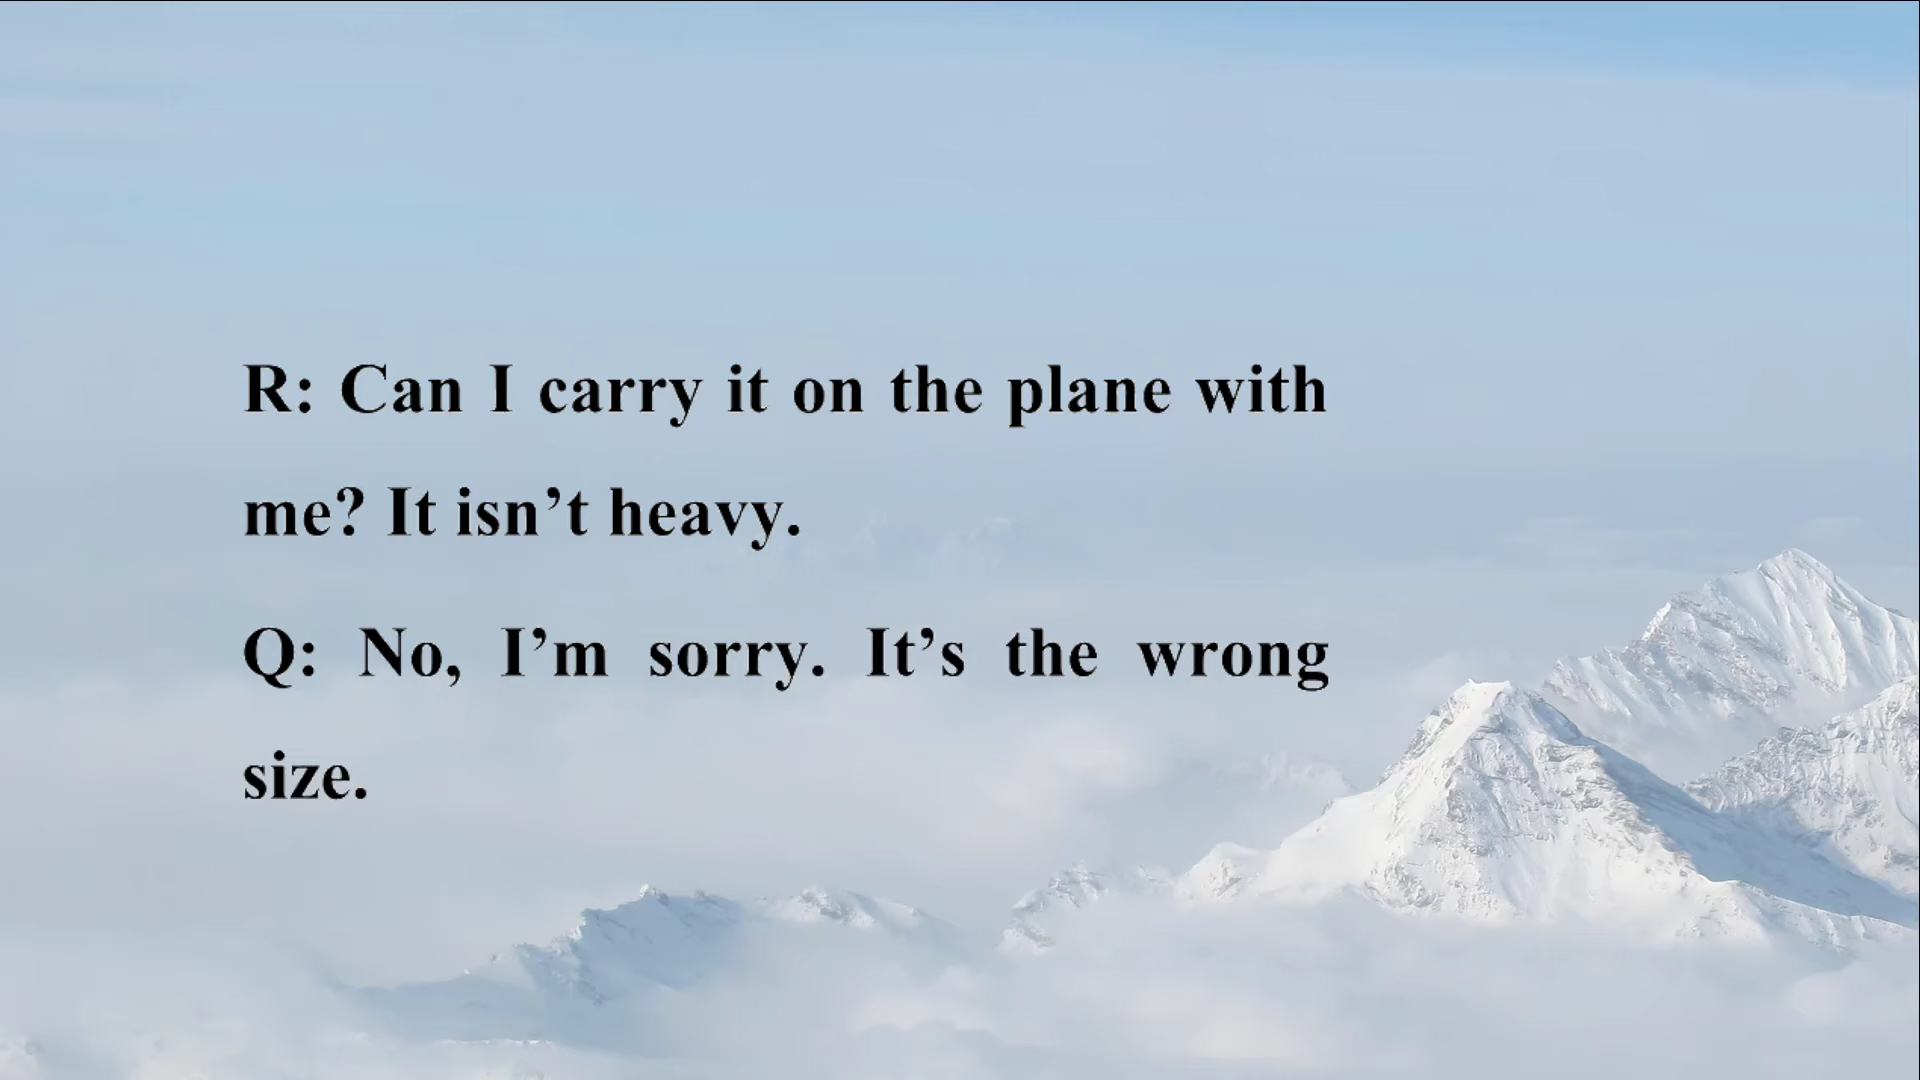 R: Can I carry it on the plane with
me? It isn’t heavy.
Q: No, I’m sorry. It’s the wrong
size.